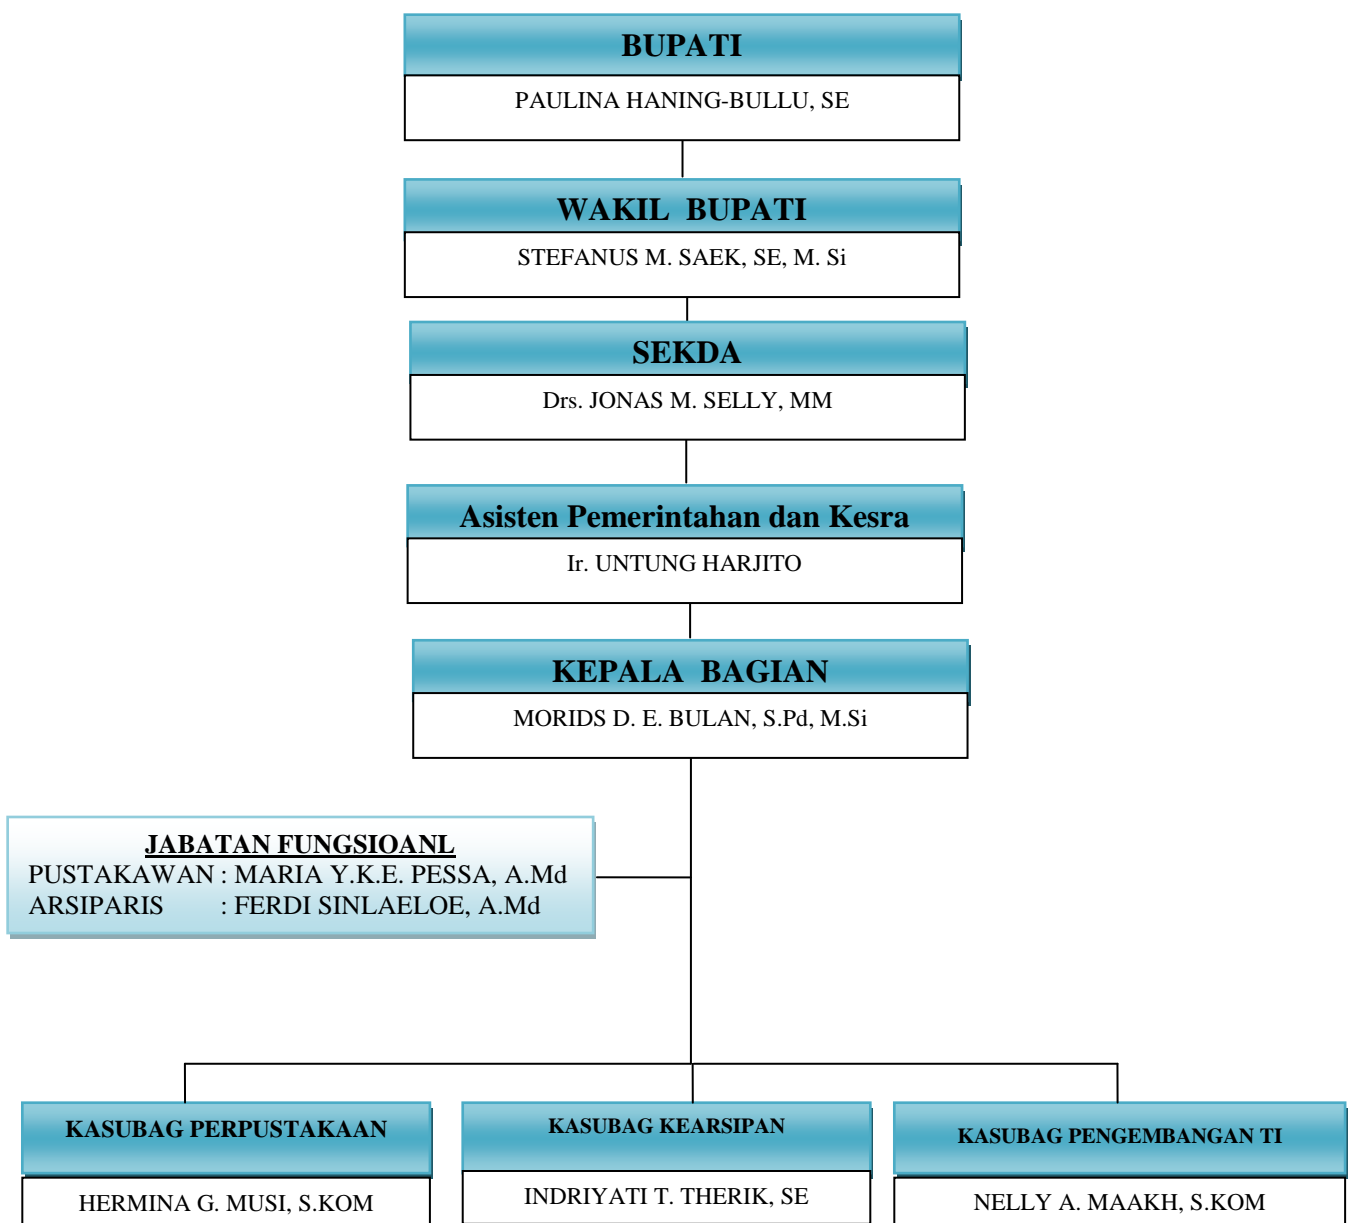 BUPATI
PAULINA HANING-BULLU, SE
WAKIL BUPATI
STEFANUS M. SAEK, SE, M. Si
SEKDA
Drs. JONAS M. SELLY, MM
Asisten Pemerintahan dan Kesra
Ir. UNTUNG HARJITO
KEPALA BAGIAN
MORIDS D. E. BULAN, S.Pd, M.Si
JABATAN FUNGSIOANL
PUSTAKAWAN : MARIA Y.K.E. PESSA, A.Md
ARSIPARIS : FERDI SINLAELOE, A.Md
KASUBAG PERPUSTAKAAN
HERMINA G. MUSI, S.KOM
KASUBAG KEARSIPAN
INDRIYATI T. THERIK, SE
KASUBAG PENGEMBANGAN TI
NELLY A. MAAKH, S.KOM